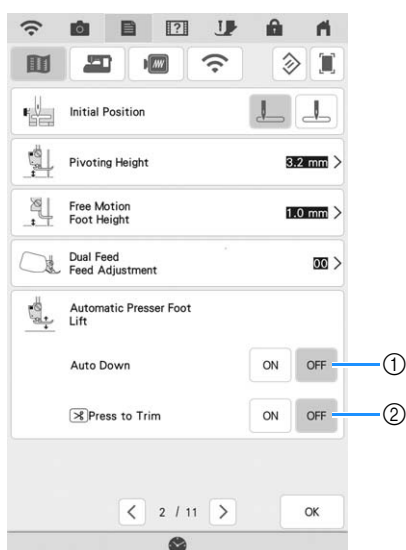 Initial Position
Pivoting Height
3.2 mm >
Free Motion
Foot Height
1.0 mm >
Dual Feed
Feed Adjustment
00 >
Automatic Presser Foot
Lift
Auto Down
ON
OFF
①
Press to Trim
ON
OFF
②
< 2 / 11 >
OK